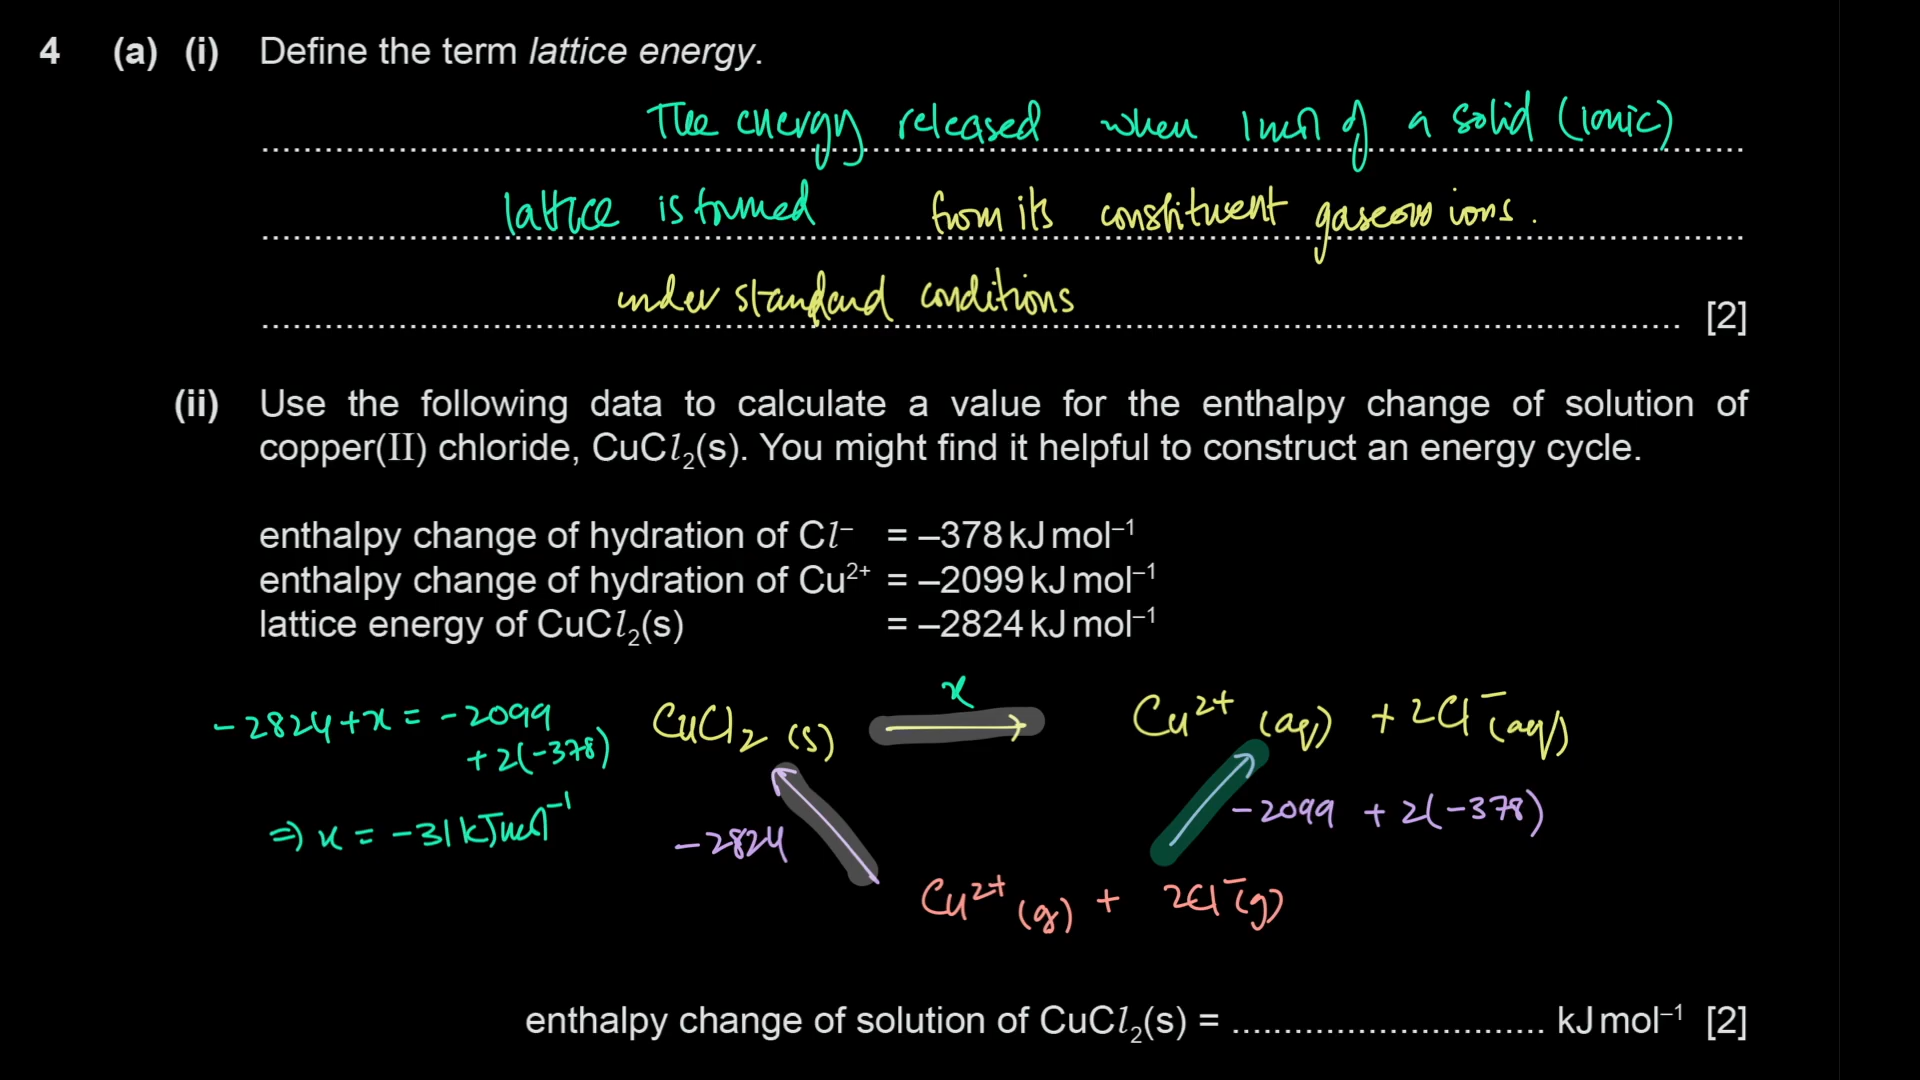 4 (a) (i) Define the term lattice energy.
The energy released when 1 mol of a solid (ionic)
lattice is formed from its constituent gaseous ions.
under standard conditions
[2]
(ii) Use the following data to calculate a value for the enthalpy change of solution of
copper(II) chloride, CuCl₂(s). You might find it helpful to construct an energy cycle.
enthalpy change of hydration of Cl⁻ = –378 kJ mol⁻¹
enthalpy change of hydration of Cu²⁺ = –2099 kJ mol⁻¹
lattice energy of CuCl₂(s) = –2824 kJ mol⁻¹
x
-2824 + x = -2099
+ 2(-378)
CuCl₂ (s) → Cu²⁺ (aq) + 2Cl⁻ (aq)
⇒ x = -31 kJ mol⁻¹
-2824
-2099 + 2(-378)
Cu²⁺ (g) + 2Cl⁻ (g)
enthalpy change of solution of CuCl₂(s) = .............................. kJ mol⁻¹ [2]